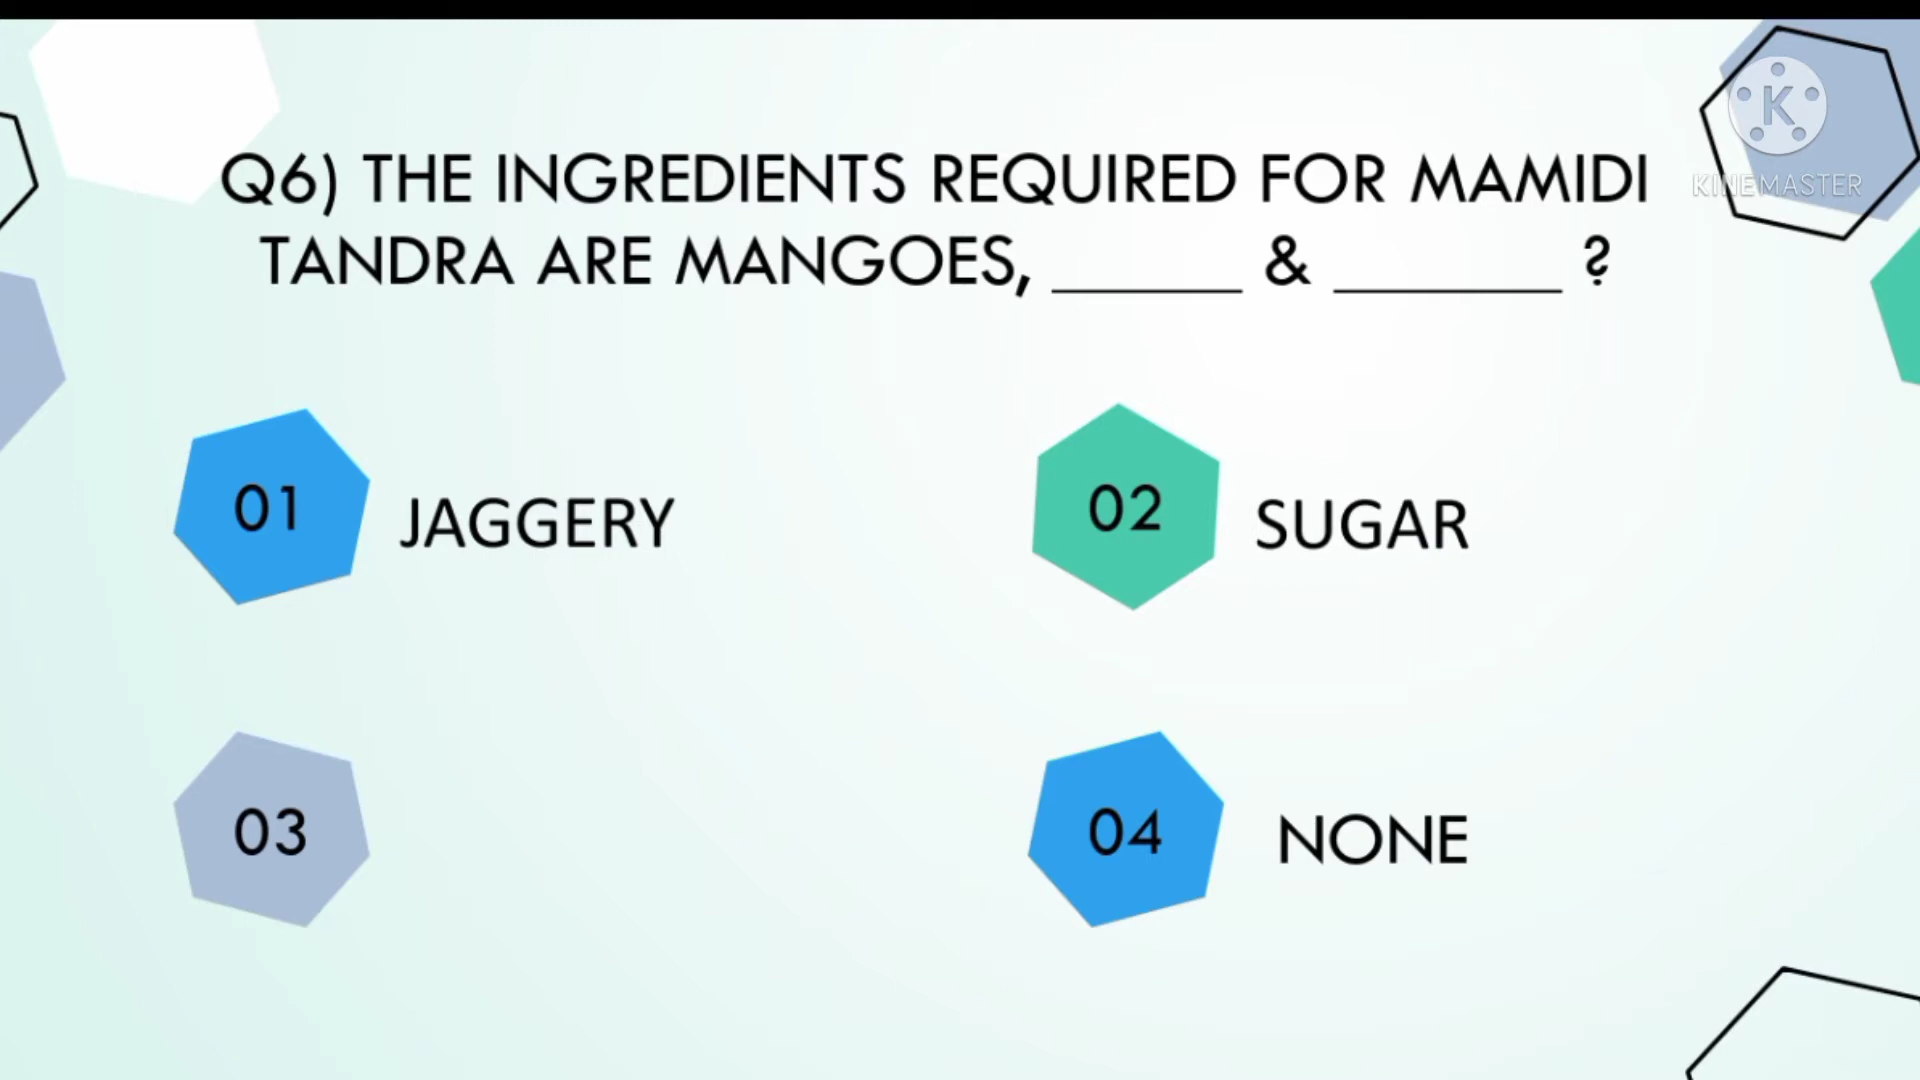 Q6) THE INGREDIENTS REQUIRED FOR MAMIDI
TANDRA ARE MANGOES, ______ & _______ ?
01 JAGGERY
02 SUGAR
03
04 NONE
K
KINEMASTER